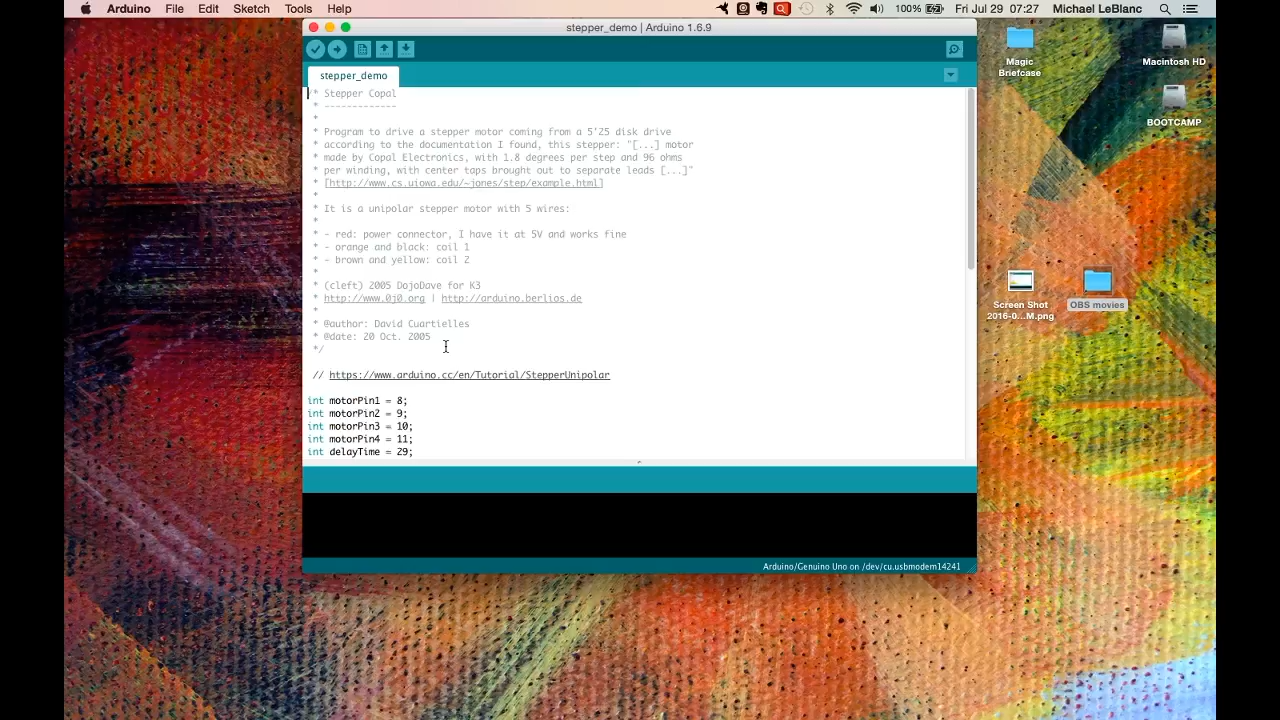 Arduino File Edit Sketch Tools Help 100% Fri Jul 29 07:27 Michael LeBlanc
stepper_demo | Arduino 1.6.9
stepper_demo
/* Stepper Copal
* -------------
*
* Program to drive a stepper motor coming from a 5'25 disk drive
* according to the documentation I found, this stepper: "[...] motor
* made by Copal Electronics, with 1.8 degrees per step and 96 ohms
* per winding, with center taps brought out to separate leads [...]"
* [http://www.cs.uiowa.edu/~jones/step/example.html]
*
* It is a unipolar stepper motor with 5 wires:
*
* - red: power connector, I have it at 5V and works fine
* - orange and black: coil 1
* - brown and yellow: coil 2
*
* (cleft) 2005 DojoDave for K3
* http://www.0j0.org | http://arduino.berlios.de
*
* @author: David Cuartielles
* @date: 20 Oct. 2005
*/
// https://www.arduino.cc/en/Tutorial/StepperUnipolar
int motorPin1 = 8;
int motorPin2 = 9;
int motorPin3 = 10;
int motorPin4 = 11;
int delayTime = 29;
Arduino/Genuino Uno on /dev/cu.usbmodem14241
Magic
Briefcase
Macintosh HD
BOOTCAMP
Screen Shot
2016-0...M.png
OBS movies